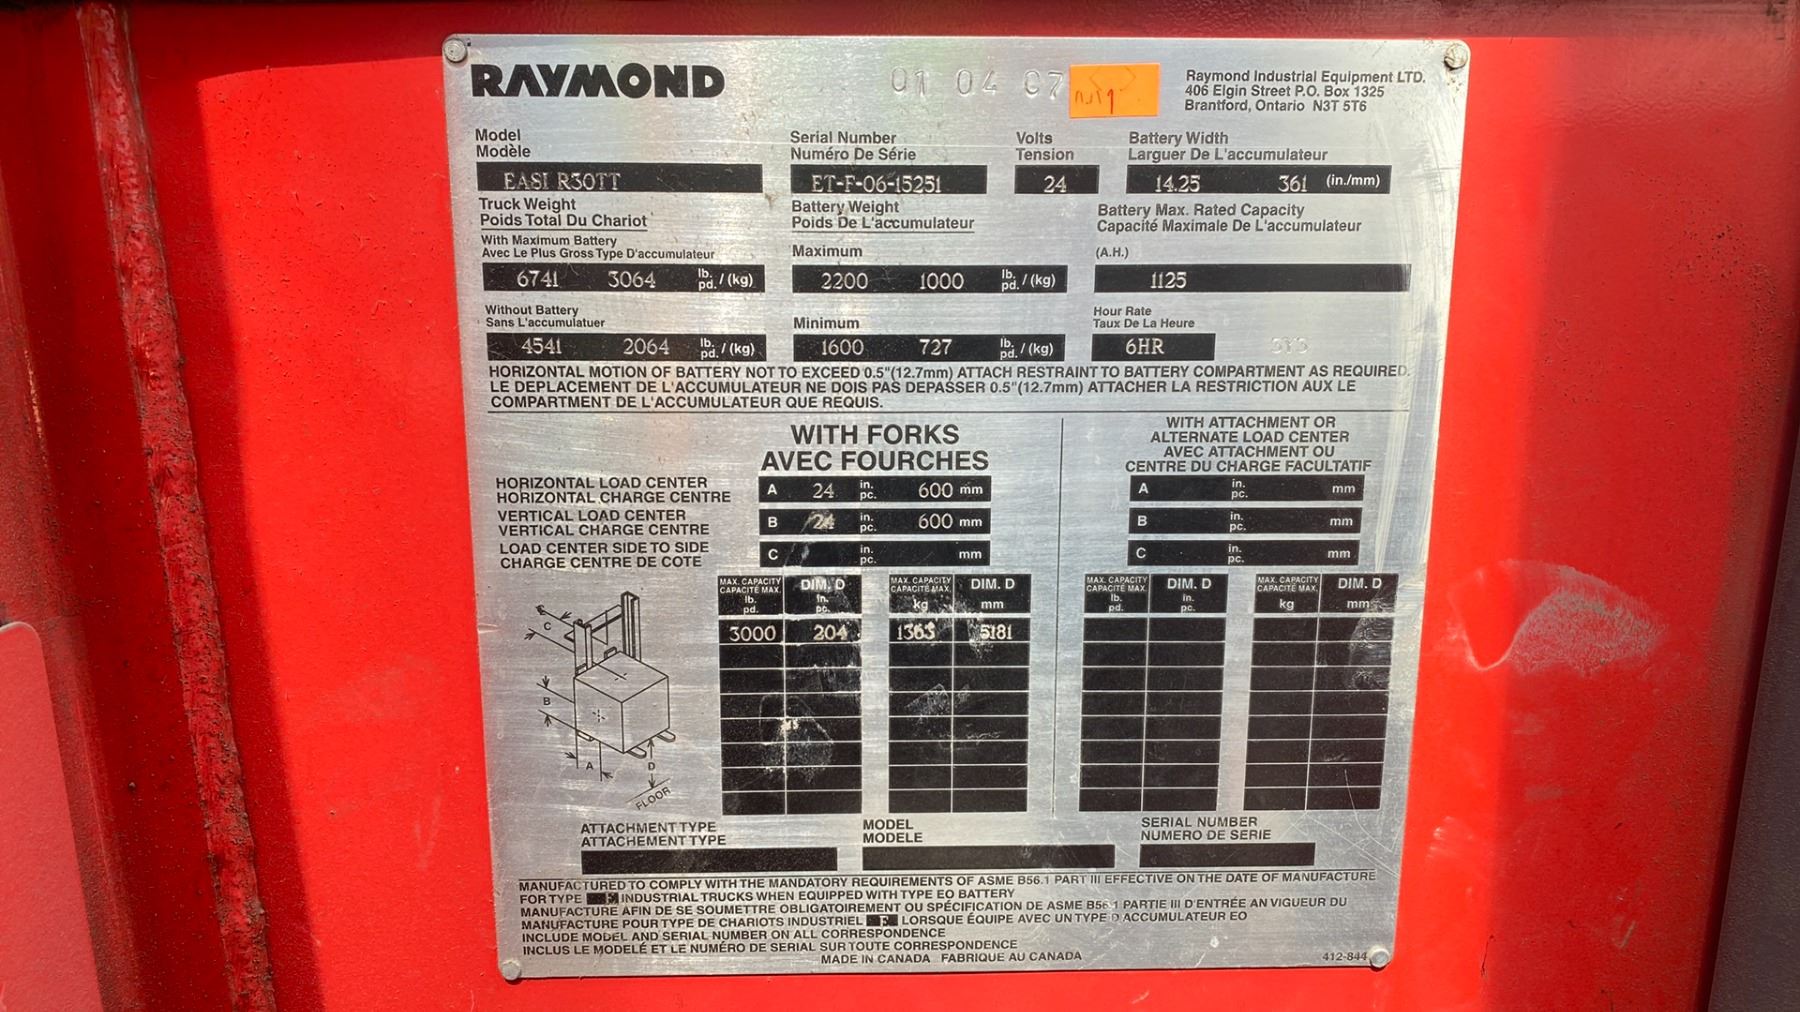 RAYMOND
01 04 07
Raymond Industrial Equipment LTD.
406 Elgin Street P.O. Box 1325
Brantford, Ontario N3T 5T6
Model
Modèle
EASI R30TT
Serial Number
Numéro De Série
ET-F-06-15251
Volts
Tension
24
Battery Width
Larguer De L'accumulateur
14.25 361 (in./mm)
Truck Weight
Poids Total Du Chariot
With Maximum Battery
Avec Le Plus Gross Type D'accumulateur
6741 3064 lb. pd. / (kg)
Without Battery
Sans L'accumulatuer
4541 2064 lb. pd. / (kg)
Battery Weight
Poids De L'accumulateur
Maximum
2200 1000 lb. pd. / (kg)
Minimum
1600 727 lb. pd. / (kg)
Battery Max. Rated Capacity
Capacité Maximale De L'accumulateur
(A.H.)
1125
Hour Rate
Taux De La Heure
6HR
HORIZONTAL MOTION OF BATTERY NOT TO EXCEED 0.5"(12.7mm) ATTACH RESTRAINT TO BATTERY COMPARTMENT AS REQUIRED.
LE DEPLACEMENT DE L'ACCUMULATEUR NE DOIS PAS DEPASSER 0.5"(12.7mm) ATTACHER LA RESTRICTION AUX LE
COMPARTMENT DE L'ACCUMULATEUR QUE REQUIS.
WITH FORKS
AVEC FOURCHES
HORIZONTAL LOAD CENTER
HORIZONTAL CHARGE CENTRE
A 24 in. pc. 600 mm
VERTICAL LOAD CENTER
VERTICAL CHARGE CENTRE
B 24 in. pc. 600 mm
LOAD CENTER SIDE TO SIDE
CHARGE CENTRE DE COTE
C in. pc. mm
MAX. CAPACITY DIM. D MAX. CAPACITY DIM. D
CAPACITÉ MAX. CAPACITÉ MAX.
lb. in. kg mm
pd. pc.
3000 204 1363 5181
C
B
A
D
FLOOR
WITH ATTACHMENT OR
ALTERNATE LOAD CENTER
AVEC ATTACHMENT OU
CENTRE DU CHARGE FACULTATIF
A in. pc. mm
B in. pc. mm
C in. pc. mm
MAX. CAPACITY DIM. D MAX. CAPACITY DIM. D
CAPACITÉ MAX. CAPACITÉ MAX.
lb. in. kg mm
pd. pc.
ATTACHMENT TYPE
ATTACHEMENT TYPE
MODEL
MODELE
SERIAL NUMBER
NUMERO DE SERIE
MANUFACTURED TO COMPLY WITH THE MANDATORY REQUIREMENTS OF ASME B56.1 PART III EFFECTIVE ON THE DATE OF MANUFACTURE
FOR TYPE E INDUSTRIAL TRUCKS WHEN EQUIPPED WITH TYPE EO BATTERY
MANUFACTURE AFIN DE SE SOUMETTRE OBLIGATOIREMENT OU SPÉCIFICATION DE ASME B56.1 PARTIE III D'ENTRÉE AN VIGUEUR DU
MANUFACTURE POUR TYPE DE CHARIOTS INDUSTRIEL E LORSQUE ÉQUIPE AVEC UN TYPE D ACCUMULATEUR EO
INCLUDE MODEL AND SERIAL NUMBER ON ALL CORRESPONDENCE
INCLUS LE MODELÉ ET LE NUMÉRO DE SERIAL SUR TOUTE CORRESPONDENCE
MADE IN CANADA FABRIQUE AU CANADA
412-844